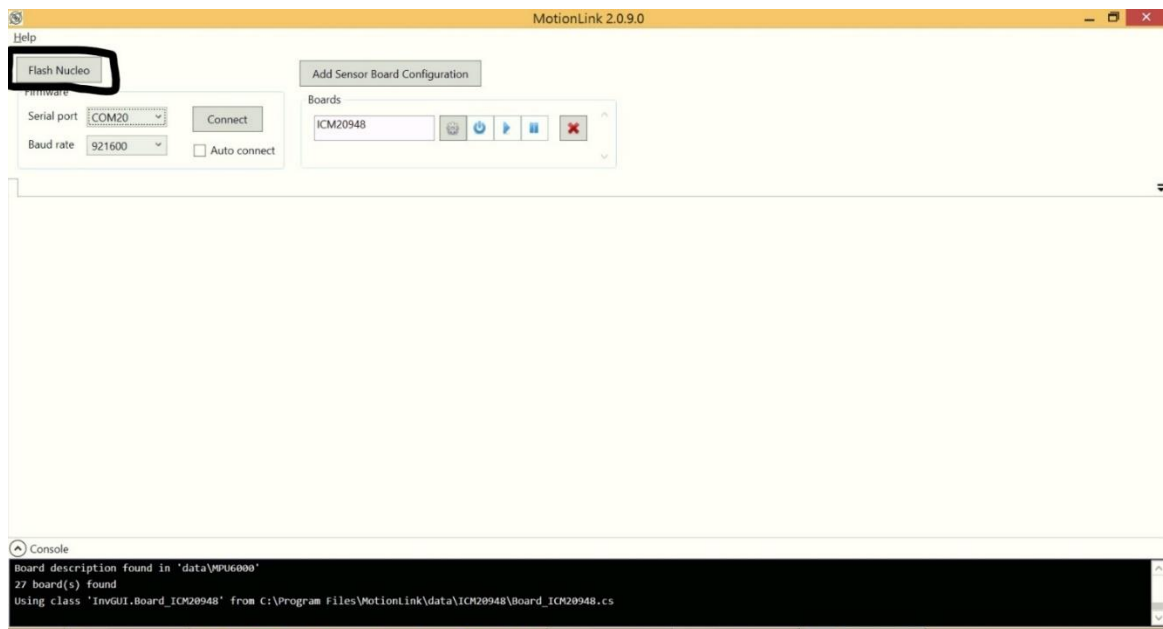 MotionLink 2.0.9.0
Help
Flash Nucleo
Add Sensor Board Configuration
Firmware
Boards
Serial port COM20 Connect
ICM20948
Baud rate 921600 Auto connect
Console
Board description found in 'data\MPU6000'
27 board(s) found
Using class 'InvGUI.Board_ICM20948' from C:\Program Files\MotionLink\data\ICM20948\Board_ICM20948.cs